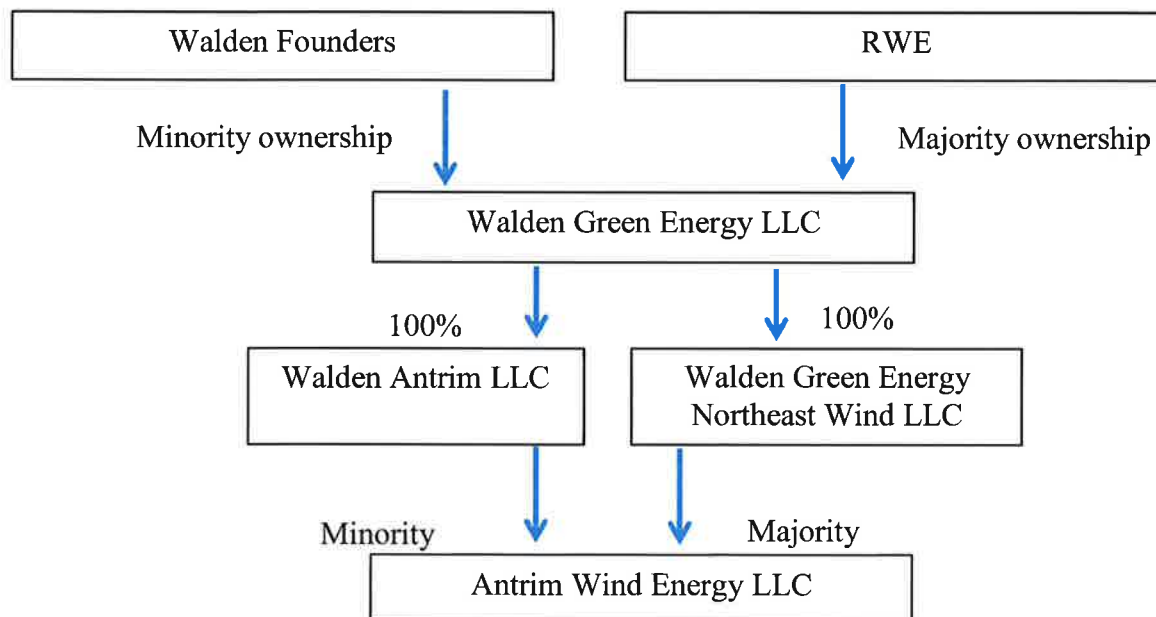 Walden Founders
RWE
Minority ownership
Majority ownership
Walden Green Energy LLC
100%
100%
Walden Antrim LLC
Walden Green Energy
Northeast Wind LLC
Minority
Majority
Antrim Wind Energy LLC